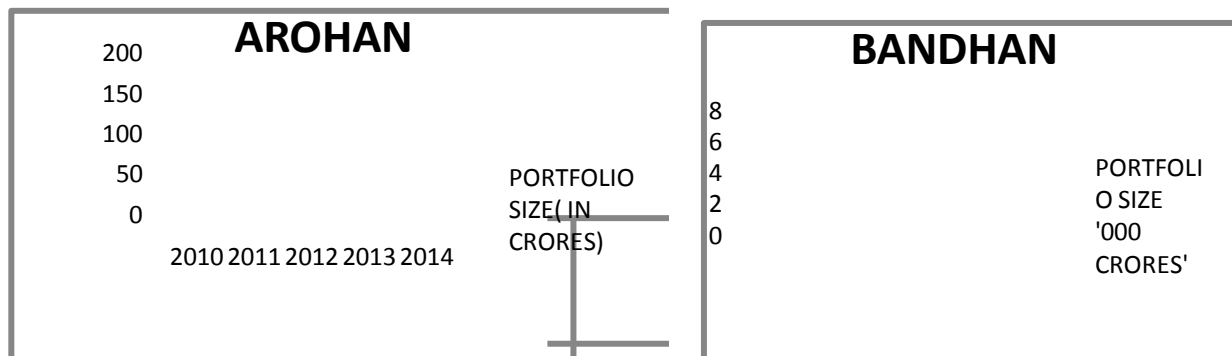 AROHAN
200
150
100
50
0
2010 2011 2012 2013 2014
PORTFOLIO
SIZE( IN
CRORES)
BANDHAN
8
6
4
2
0
PORTFOLI
O SIZE
'000
CRORES'